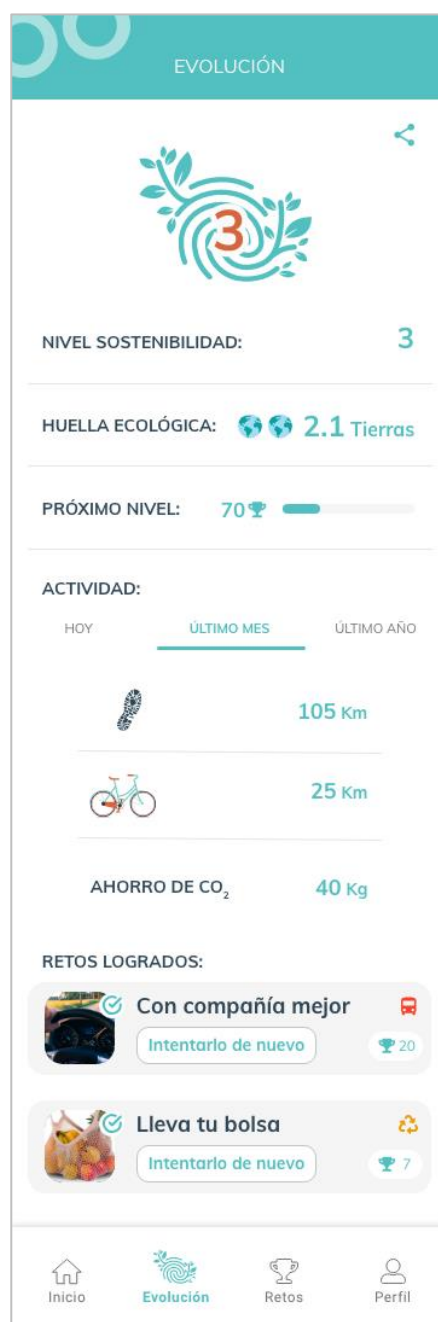 EVOLUCIÓN
3
NIVEL SOSTENIBILIDAD: 3
HUELLA ECOLÓGICA: 2.1 Tierras
PRÓXIMO NIVEL: 70
ACTIVIDAD:
HOY ÚLTIMO MES ÚLTIMO AÑO
105 Km
25 Km
AHORRO DE CO₂ 40 Kg
RETOS LOGRADOS:
Con compañía mejor
Intentarlo de nuevo 20
Lleva tu bolsa
Intentarlo de nuevo 7
Inicio Evolución Retos Perfil